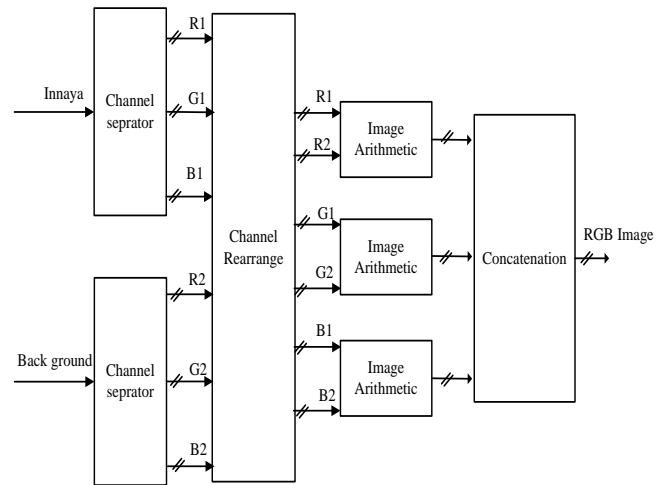 Innaya
Channel
seprator
R1
G1
B1
Back ground
Channel
seprator
R2
G2
B2
Channel
Rearrange
R1
R2
Image
Arithmetic
G1
G2
Image
Arithmetic
B1
B2
Image
Arithmetic
Concatenation
RGB Image